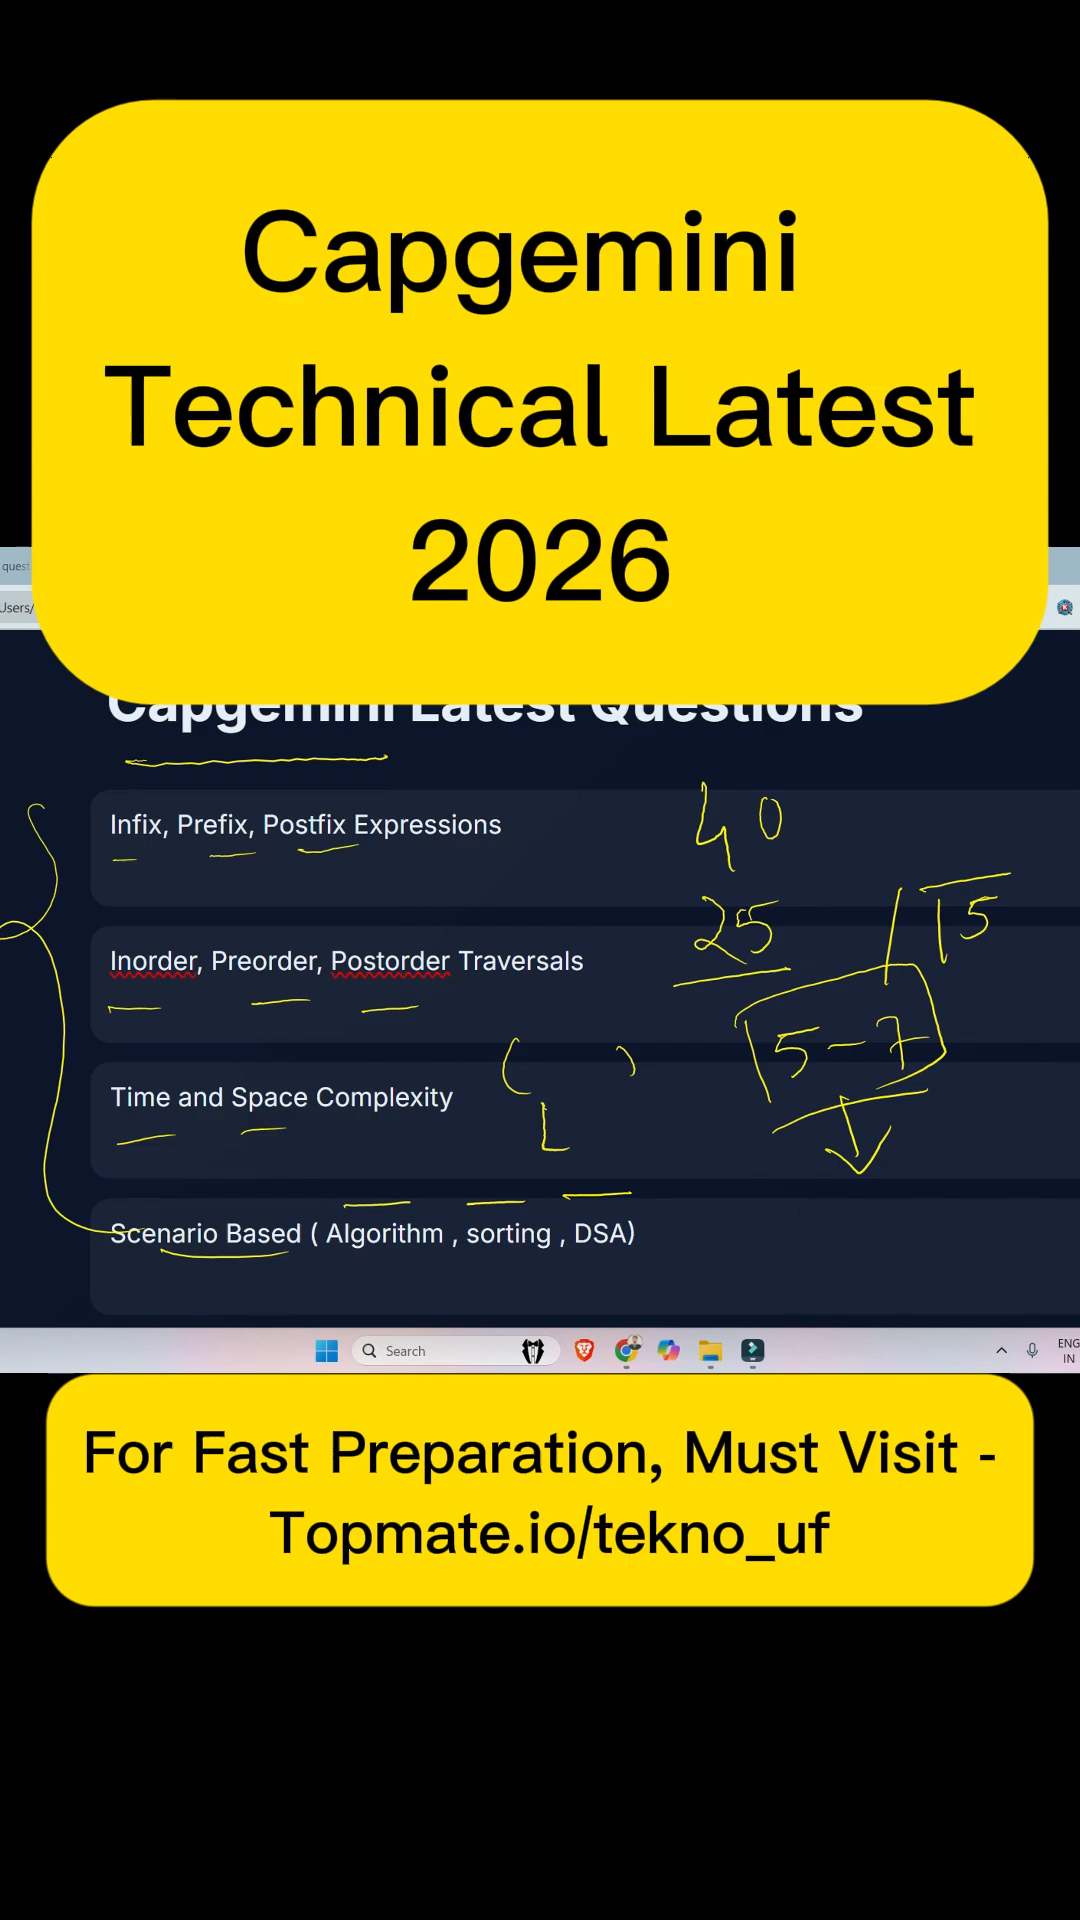 Capgemini
Technical Latest
2026
quest
Users/
Capgemini Latest Questions
Infix, Prefix, Postfix Expressions
40
25
15
Inorder, Preorder, Postorder Traversals
5-7
Time and Space Complexity
Scenario Based ( Algorithm , sorting , DSA)
Search
ENG
IN
For Fast Preparation, Must Visit -
Topmate.io/tekno_uf